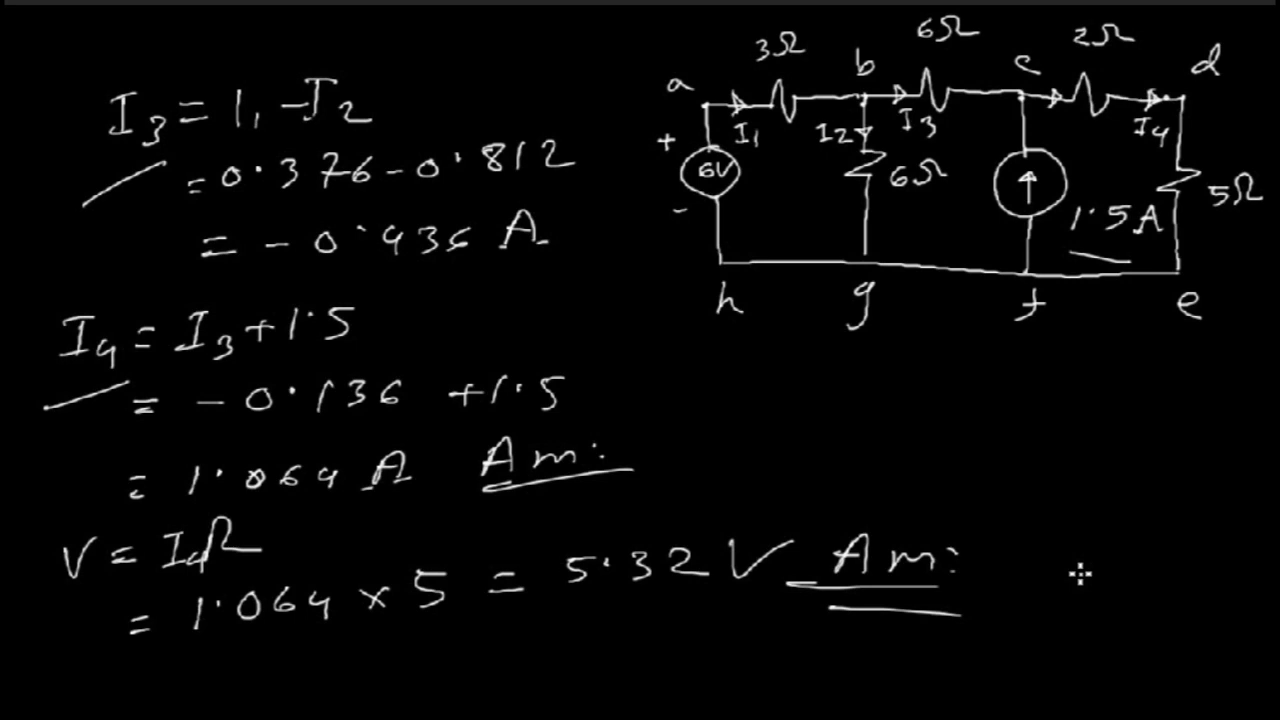 I3 = I1 - I2
= 0.376 - 0.812
= - 0.436 A
I4 = I3 + 1.5
= - 0.136 + 1.5
= 1.064 A Am:
V = I4R
= 1.064 × 5 = 5.32 V Am:
3Ω
6Ω
2Ω
a
b
c
d
+
I1
I2
I3
I4
6V
6Ω
5Ω
-
1.5A
h
g
f
e